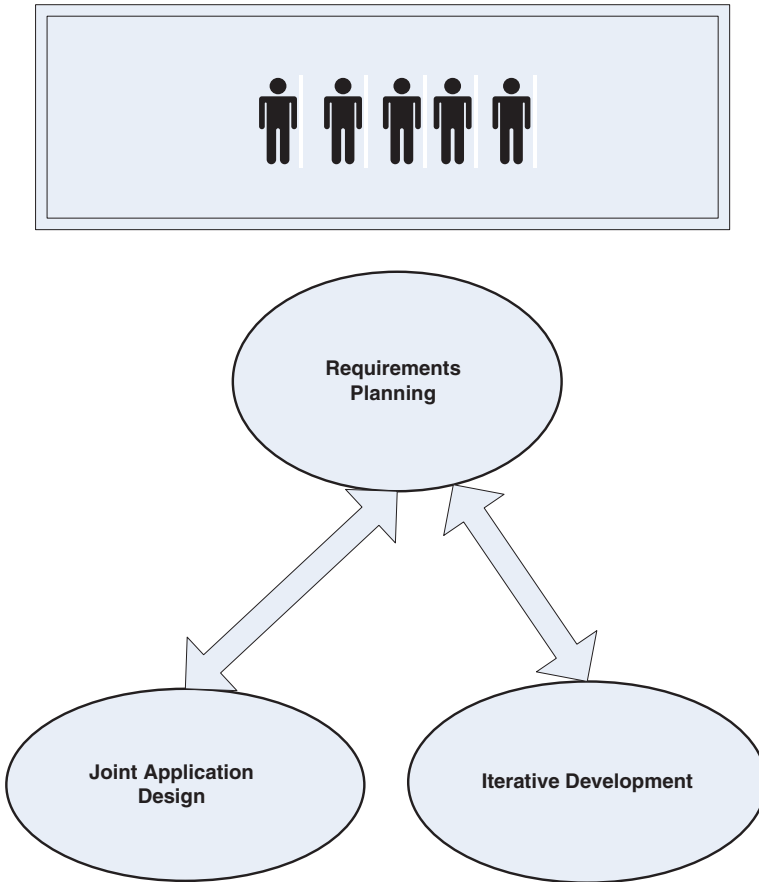 Requirements
Planning
Joint Application
Design
Iterative Development